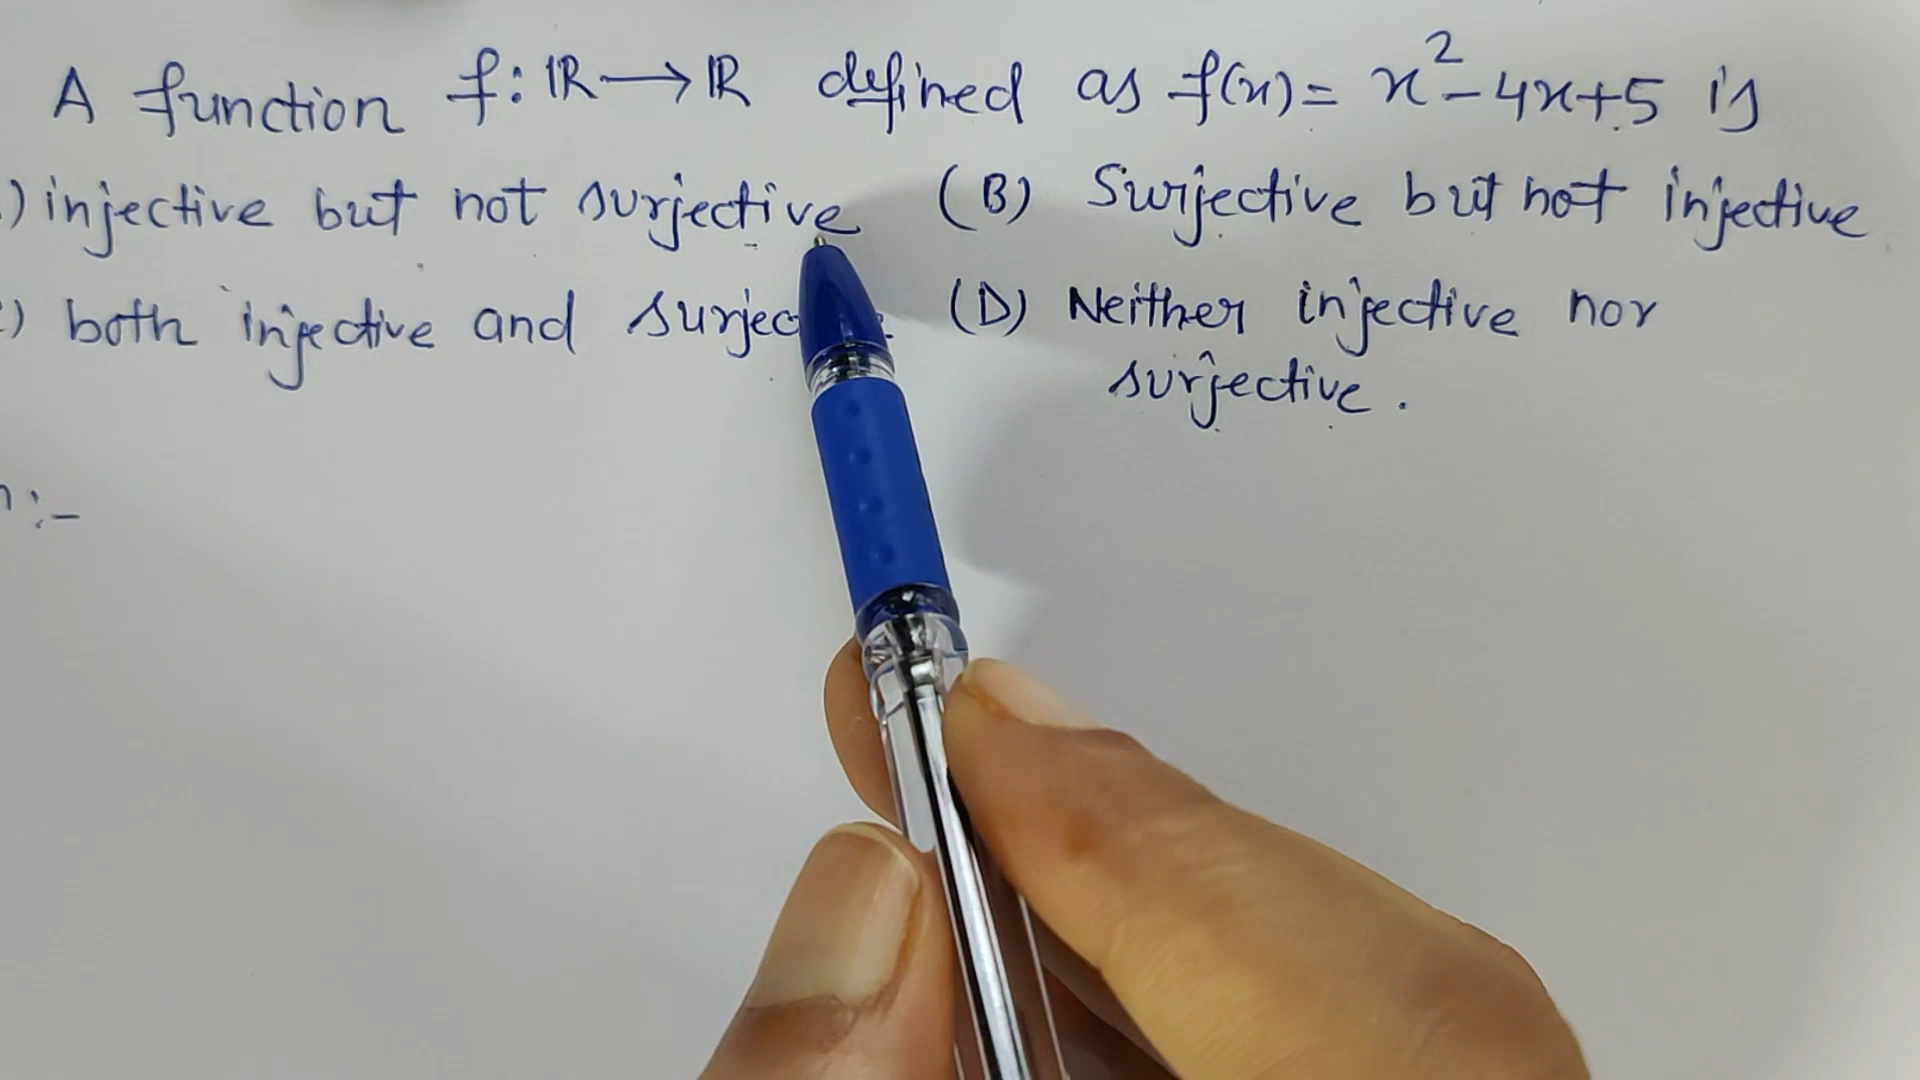 A function f: ℝ → ℝ defined as f(x) = x² - 4x + 5 is
) injective but not surjective (B) Surjective but not injective
) both injective and (D) Neither injective nor
surjective.
:-